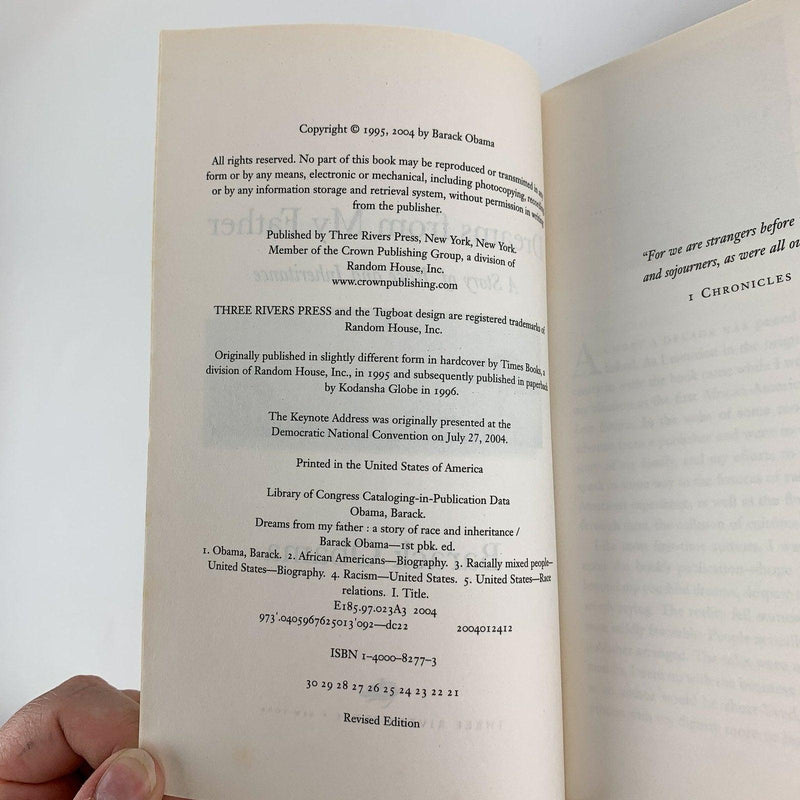 Copyright © 1995, 2004 by Barack Obama
All rights reserved. No part of this book may be reproduced or transmitted in any
form or by any means, electronic or mechanical, including photocopying, recording
or by any information storage and retrieval system, without permission in writing
from the publisher.
Published by Three Rivers Press, New York, New York.
Member of the Crown Publishing Group, a division of
Random House, Inc.
www.crownpublishing.com
THREE RIVERS PRESS and the Tugboat design are registered trademarks of
Random House, Inc.
Originally published in slightly different form in hardcover by Times Books, a
division of Random House, Inc., in 1995 and subsequently published in paperback
by Kodansha Globe in 1996.
The Keynote Address was originally presented at the
Democratic National Convention on July 27, 2004.
Printed in the United States of America
Library of Congress Cataloging-in-Publication Data
Obama, Barack.
Dreams from my father : a story of race and inheritance /
Barack Obama—1st pbk. ed.
1. Obama, Barack. 2. African Americans—Biography. 3. Racially mixed people—
United States—Biography. 4. Racism—United States. 5. United States—Race
relations. I. Title.
E185.97.O23A3 2004
973'.0405967625013'092—dc22 2004012412
ISBN 1-4000-8277-3
30 29 28 27 26 25 24 23 22 21
Revised Edition
"For we are strangers before
and sojourners, as were all
1 CHRONICLES